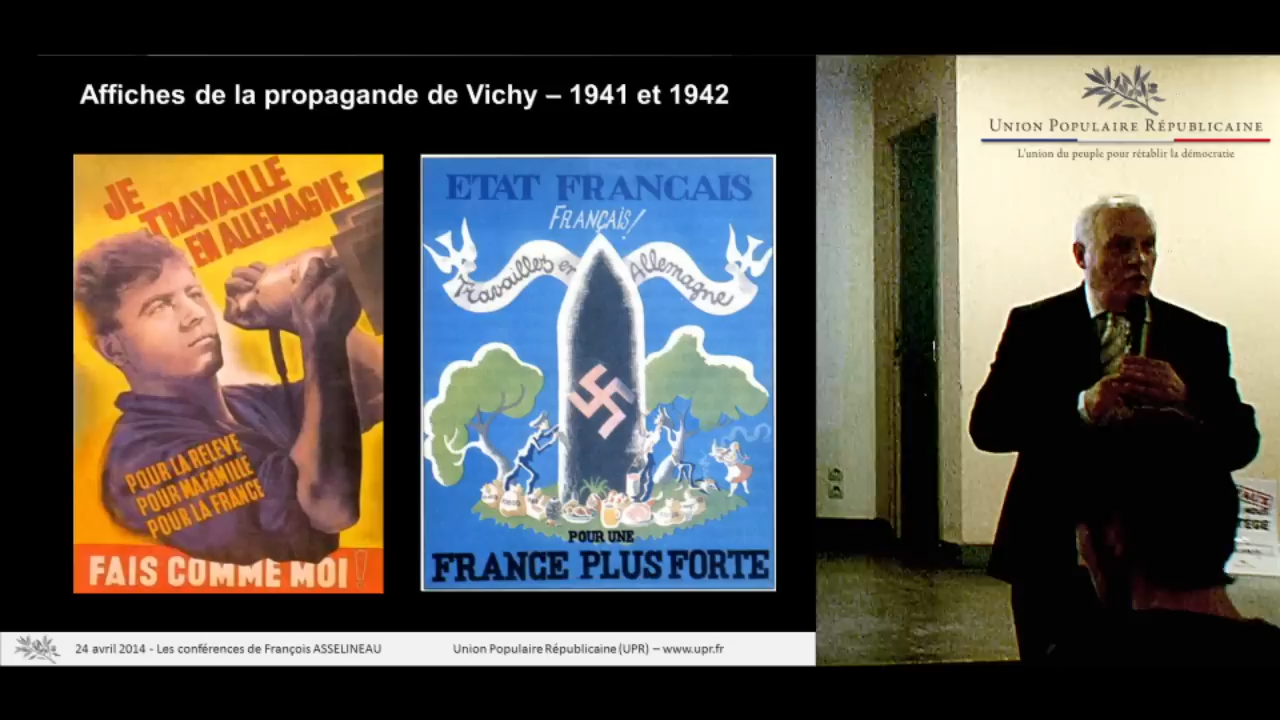 Affiches de la propagande de Vichy – 1941 et 1942
JE
TRAVAILLE
EN ALLEMAGNE
POUR LA RELEVE
POUR MA FAMILLE
POUR LA FRANCE
FAIS COMME MOI !
ETAT FRANCAIS
FRANÇAIS!
Travaillez en Allemagne
POUR UNE
FRANCE PLUS FORTE
24 avril 2014 - Les conférences de François ASSELINEAU
Union Populaire Républicaine (UPR) – www.upr.fr
UNION POPULAIRE RÉPUBLICAINE
L'union du peuple pour rétablir la démocratie